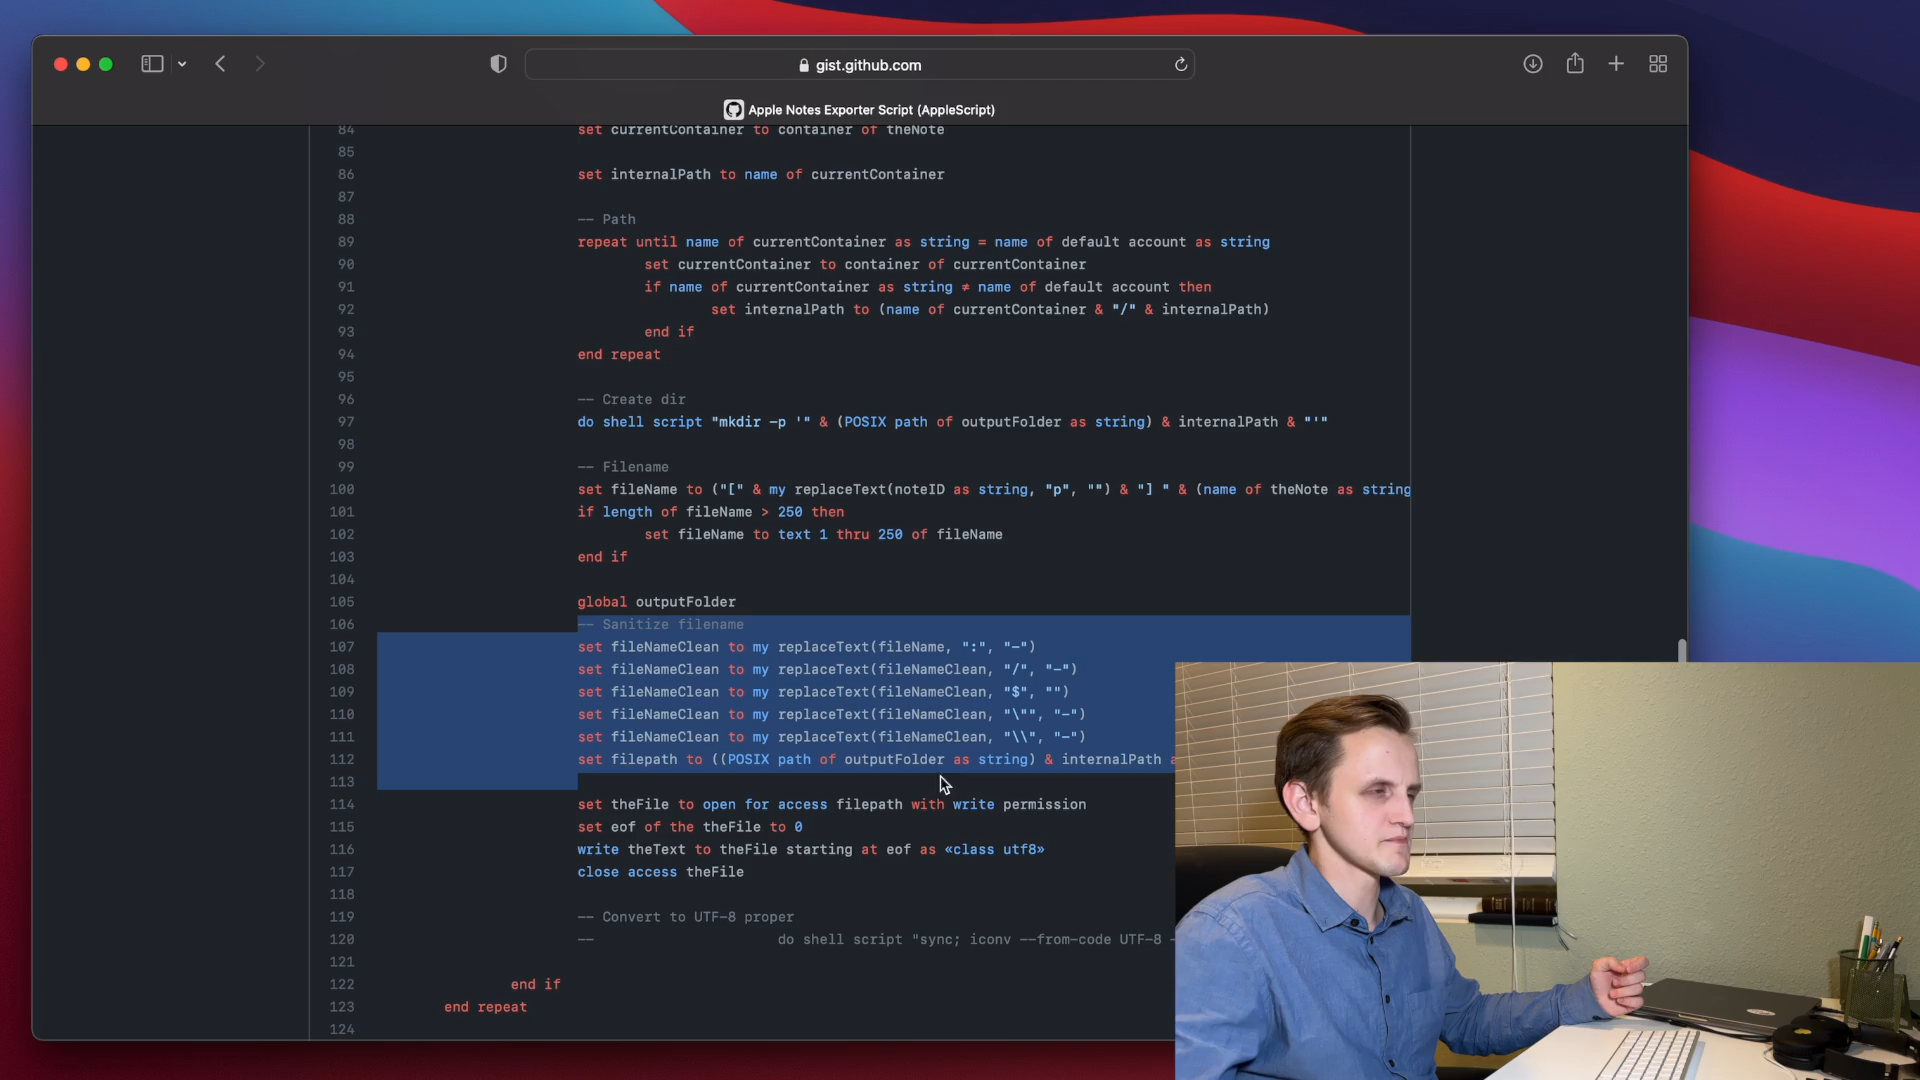 gist.github.com
Apple Notes Exporter Script (AppleScript)
84 set currentContainer to container of theNote
85
86 set internalPath to name of currentContainer
87
88 -- Path
89 repeat until name of currentContainer as string = name of default account as string
90 set currentContainer to container of currentContainer
91 if name of currentContainer as string ≠ name of default account then
92 set internalPath to (name of currentContainer & "/" & internalPath)
93 end if
94 end repeat
95
96 -- Create dir
97 do shell script "mkdir -p '" & (POSIX path of outputFolder as string) & internalPath & "'"
98
99 -- Filename
100 set fileName to ("[" & my replaceText(noteID as string, "p", "") & "] " & (name of theNote as string
101 if length of fileName > 250 then
102 set fileName to text 1 thru 250 of fileName
103 end if
104
105 global outputFolder
106 -- Sanitize filename
107 set fileNameClean to my replaceText(fileName, ":", "-")
108 set fileNameClean to my replaceText(fileNameClean, "/", "-")
109 set fileNameClean to my replaceText(fileNameClean, "$", "")
110 set fileNameClean to my replaceText(fileNameClean, "\"", "-")
111 set fileNameClean to my replaceText(fileNameClean, "\\", "-")
112 set filepath to ((POSIX path of outputFolder as string) & internalPath
113
114 set theFile to open for access filepath with write permission
115 set eof of the theFile to 0
116 write theText to theFile starting at eof as «class utf8»
117 close access theFile
118
119 -- Convert to UTF-8 proper
120 -- do shell script "sync; iconv --from-code UTF-8
121
122 end if
123 end repeat
124